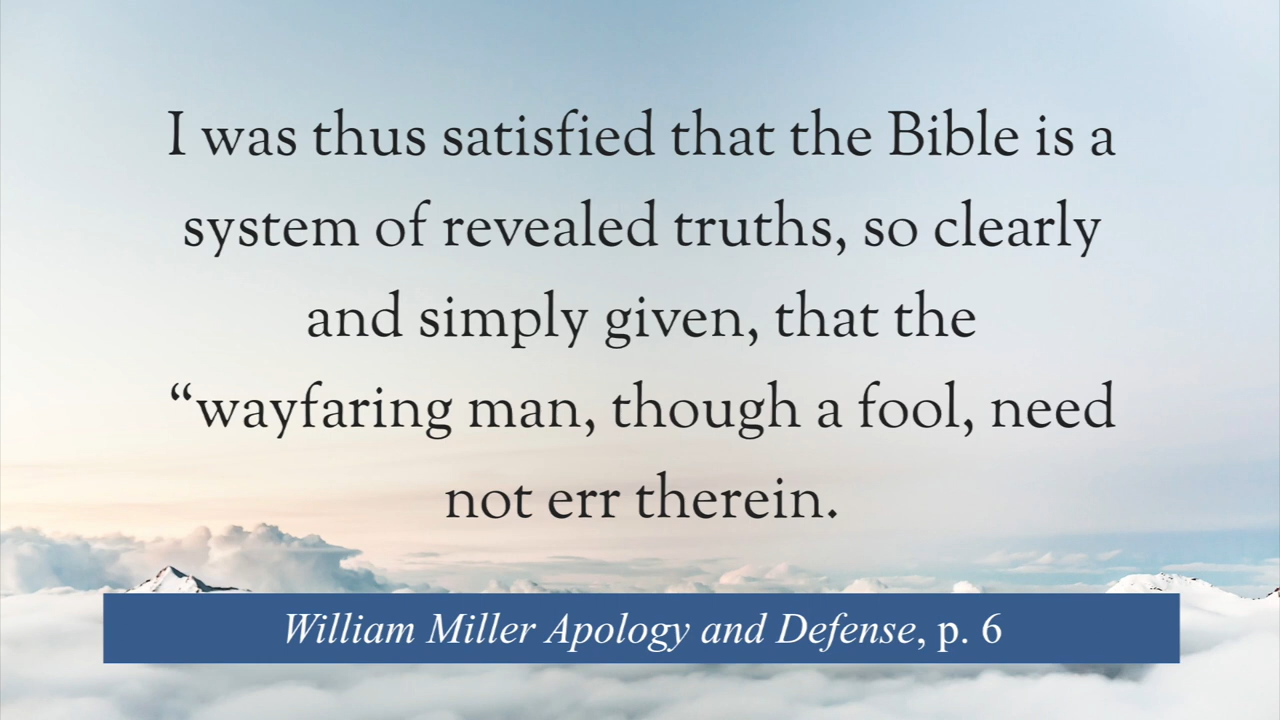 I was thus satisfied that the Bible is a
system of revealed truths, so clearly
and simply given, that the
“wayfaring man, though a fool, need
not err therein.
William Miller Apology and Defense, p. 6